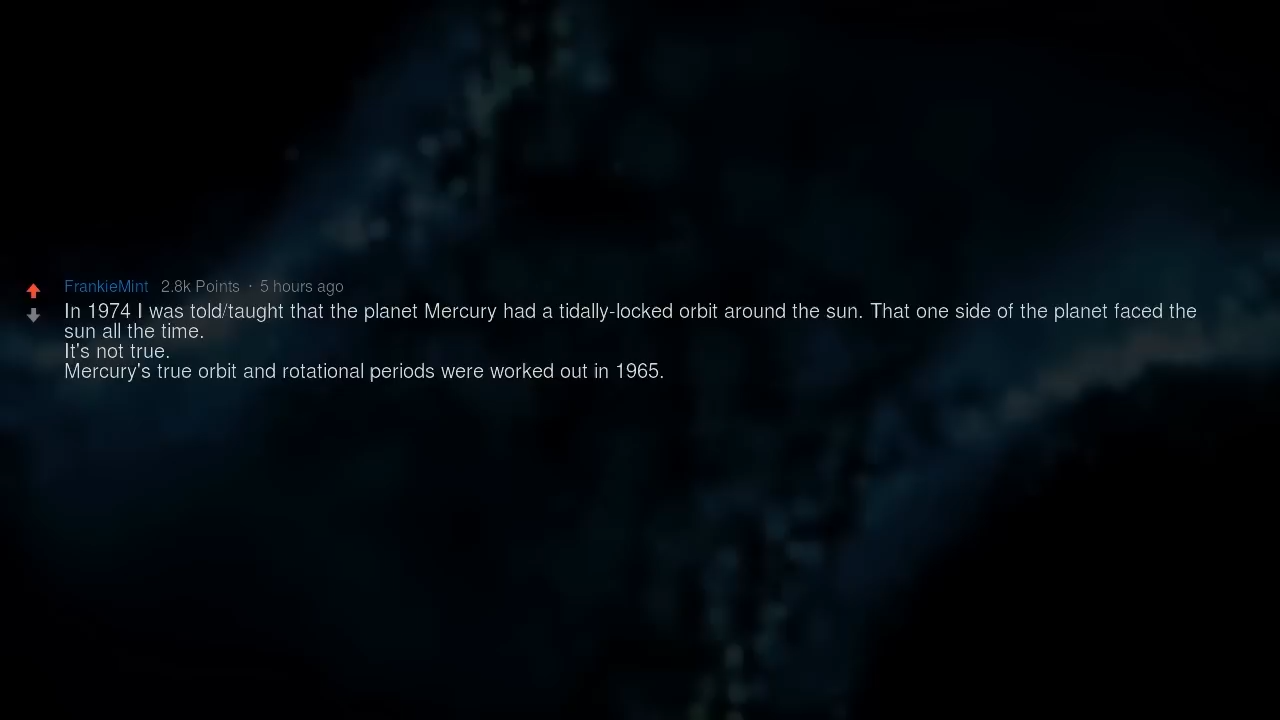 FrankieMint 2.8k Points · 5 hours ago
In 1974 I was told/taught that the planet Mercury had a tidally-locked orbit around the sun. That one side of the planet faced the
sun all the time.
It's not true.
Mercury's true orbit and rotational periods were worked out in 1965.